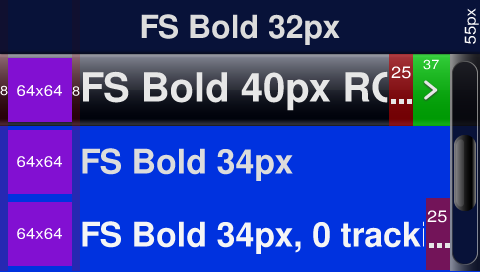 FS Bold 32px
55px
8 64x64 8 FS Bold 40px RO 25 ... 37 >
64x64 FS Bold 34px
64x64 FS Bold 34px, 0 tracki 25 ...